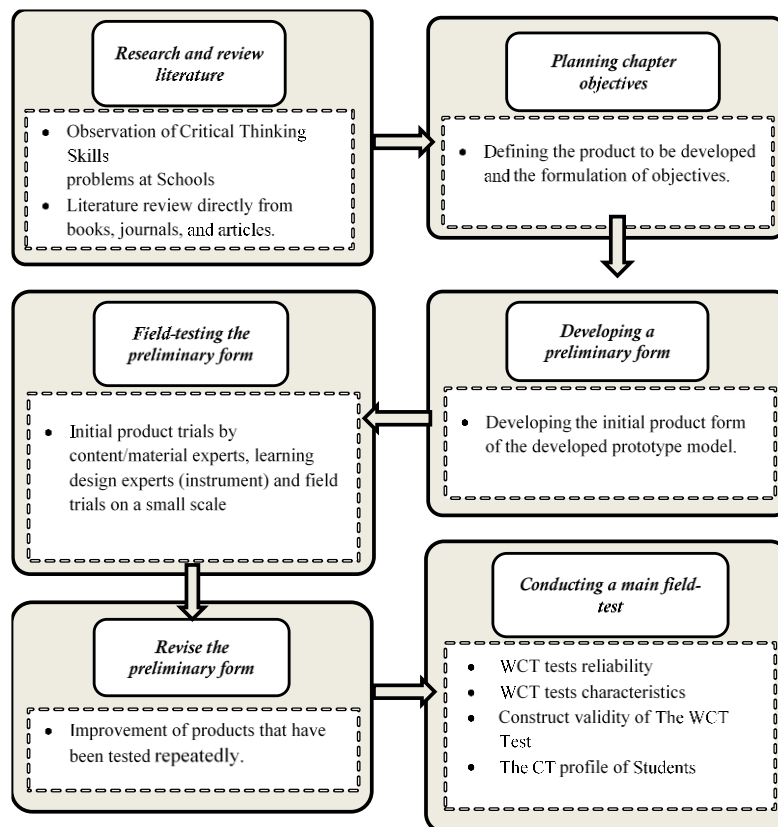 Research and review
literature
• Observation of Critical Thinking
Skills
problems at Schools
• Literature review directly from
books, journals, and articles.
Planning chapter
objectives
• Defining the product to be developed
and the formulation of objectives.
Developing a
preliminary form
• Developing the initial product form
of the developed prototype model.
Field-testing the
preliminary form
• Initial product trials by
content/material experts, learning
design experts (instrument) and field
trials on a small scale
Revise the
preliminary form
• Improvement of products that have
been tested repeatedly.
Conducting a main field-
test
• WCT tests reliability
• WCT tests characteristics
• Construct validity of The WCT
Test
• The CT profile of Students